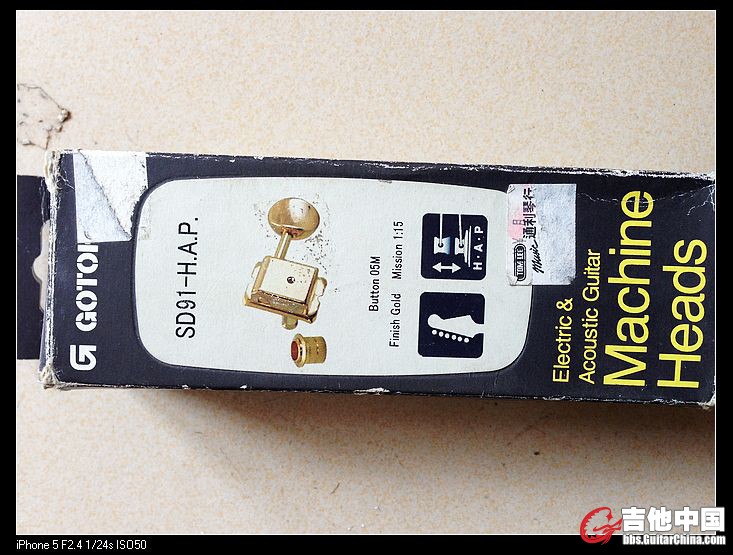 GOTOH
SD91-H.A.P.
Button 05M
Finish Gold Mission 1:15
H·A·P
通利琴行
Music
Electric &
Acoustic Guitar
Machine
Heads
iPhone 5 F2.4 1/24s ISO50
吉他中国
bbs.GuitarChina.com